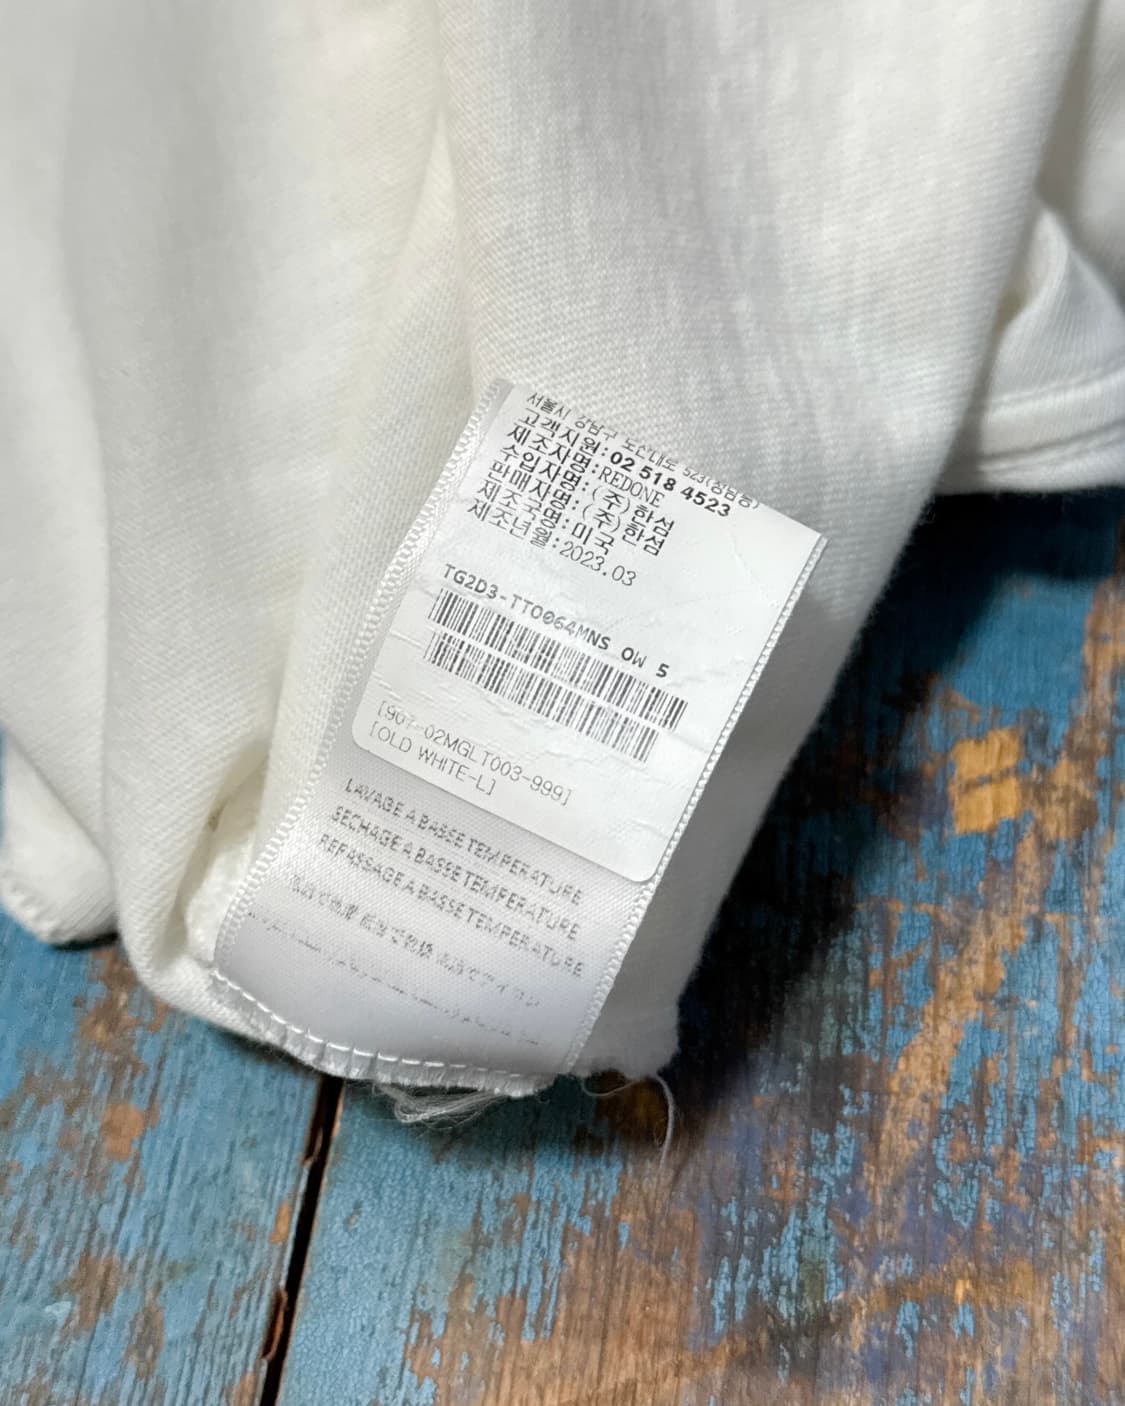 서울시 강남구 도산대로 523(청담동)
고객지원:02 518 4523
제조자명:REDONE
수입자명:(주)한섬
판매자명:(주)한섬
제조국명:미국
제조년월:2023.03
TG2D3-TTO064MNS OW 5
[907-02MGLT003-999]
[OLD WHITE-L]
LAVAGE A BASSE TEMPERATURE
SECHAGE A BASSE TEMPERATURE
REPASSAGE A BASSE TEMPERATURE